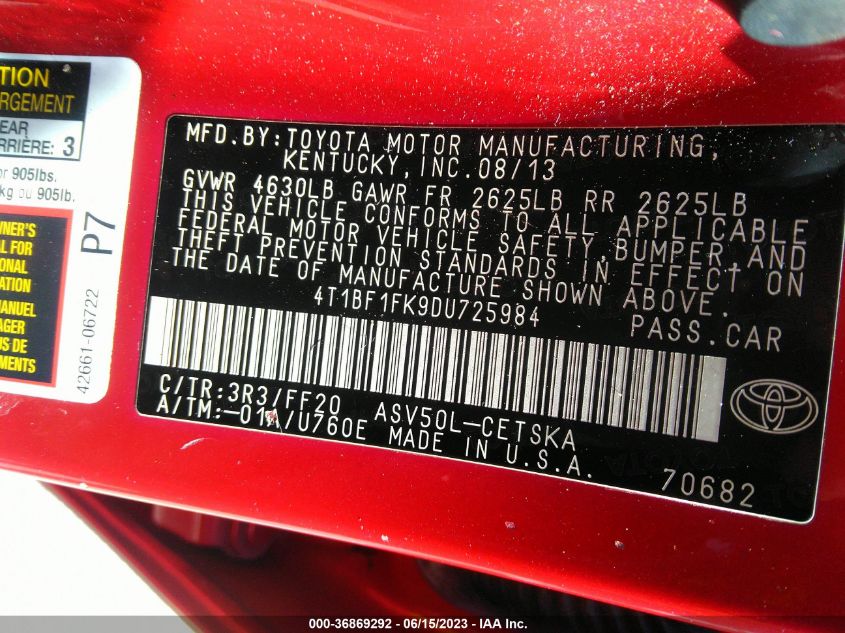 TION
RGEMENT
EAR
ARRIÈRE: 3
or 905lbs.
kg ou 905lb.
WNER'S
AL FOR
ONAL
ATION
MANUEL
AGER
US DE
MENTS
P7
42661-06722
MFD.BY:TOYOTA MOTOR MANUFACTURING,
KENTUCKY,INC.08/13
GVWR 4630LB GAWR FR 2625LB RR 2625LB
THIS VEHICLE CONFORMS TO ALL APPLICABLE
FEDERAL MOTOR VEHICLE SAFETY,BUMPER,AND
THEFT PREVENTION STANDARDS IN EFFECT ON
THE DATE OF MANUFACTURE SHOWN ABOVE.
4T1BF1FK9DU725984
PASS.CAR
C/TR:3R3/FF20 ASV50L-CETSKA
A/TM:-01A/U760E MADE IN U.S.A.
70682
000-36869292 - 06/15/2023 - IAA Inc.